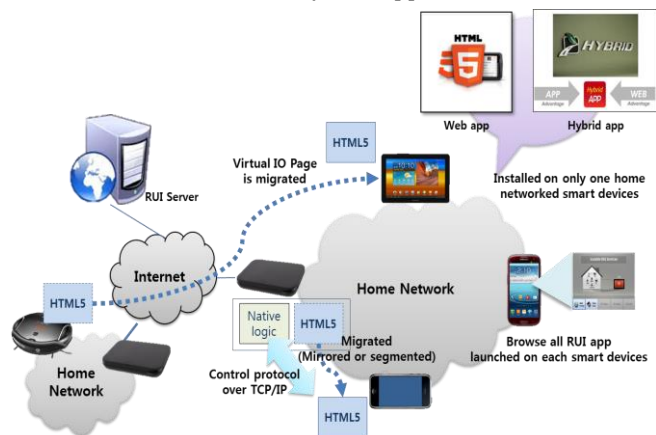 HTML
5
HYBRID
APP
Advantage
Hybrid
APP
WEB
Advantage
Web app
Hybrid app
HTML5
Virtual IO Page
is migrated
Installed on only one home
networked smart devices
RUI Server
Internet
Home Network
HTML5
Native
logic
HTML5
Migrated
(Mirrored or segmented)
Browse all RUI app
launched on each smart devices
Control protocol
over TCP/IP
Home
Network
HTML5